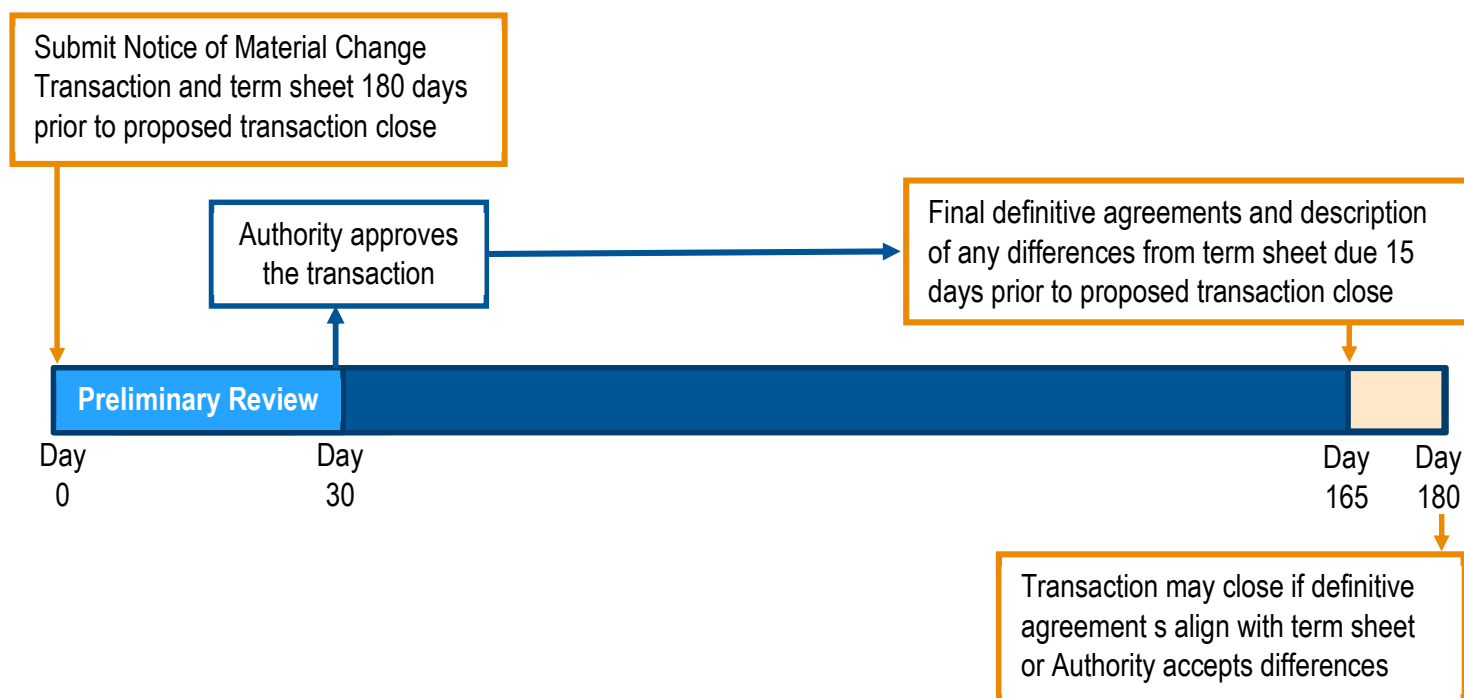 Submit Notice of Material Change
Transaction and term sheet 180 days
prior to proposed transaction close
Authority approves
the transaction
Final definitive agreements and description
of any differences from term sheet due 15
days prior to proposed transaction close
Preliminary Review
Day
0
Day
30
Day
165
Day
180
Transaction may close if definitive
agreement s align with term sheet
or Authority accepts differences